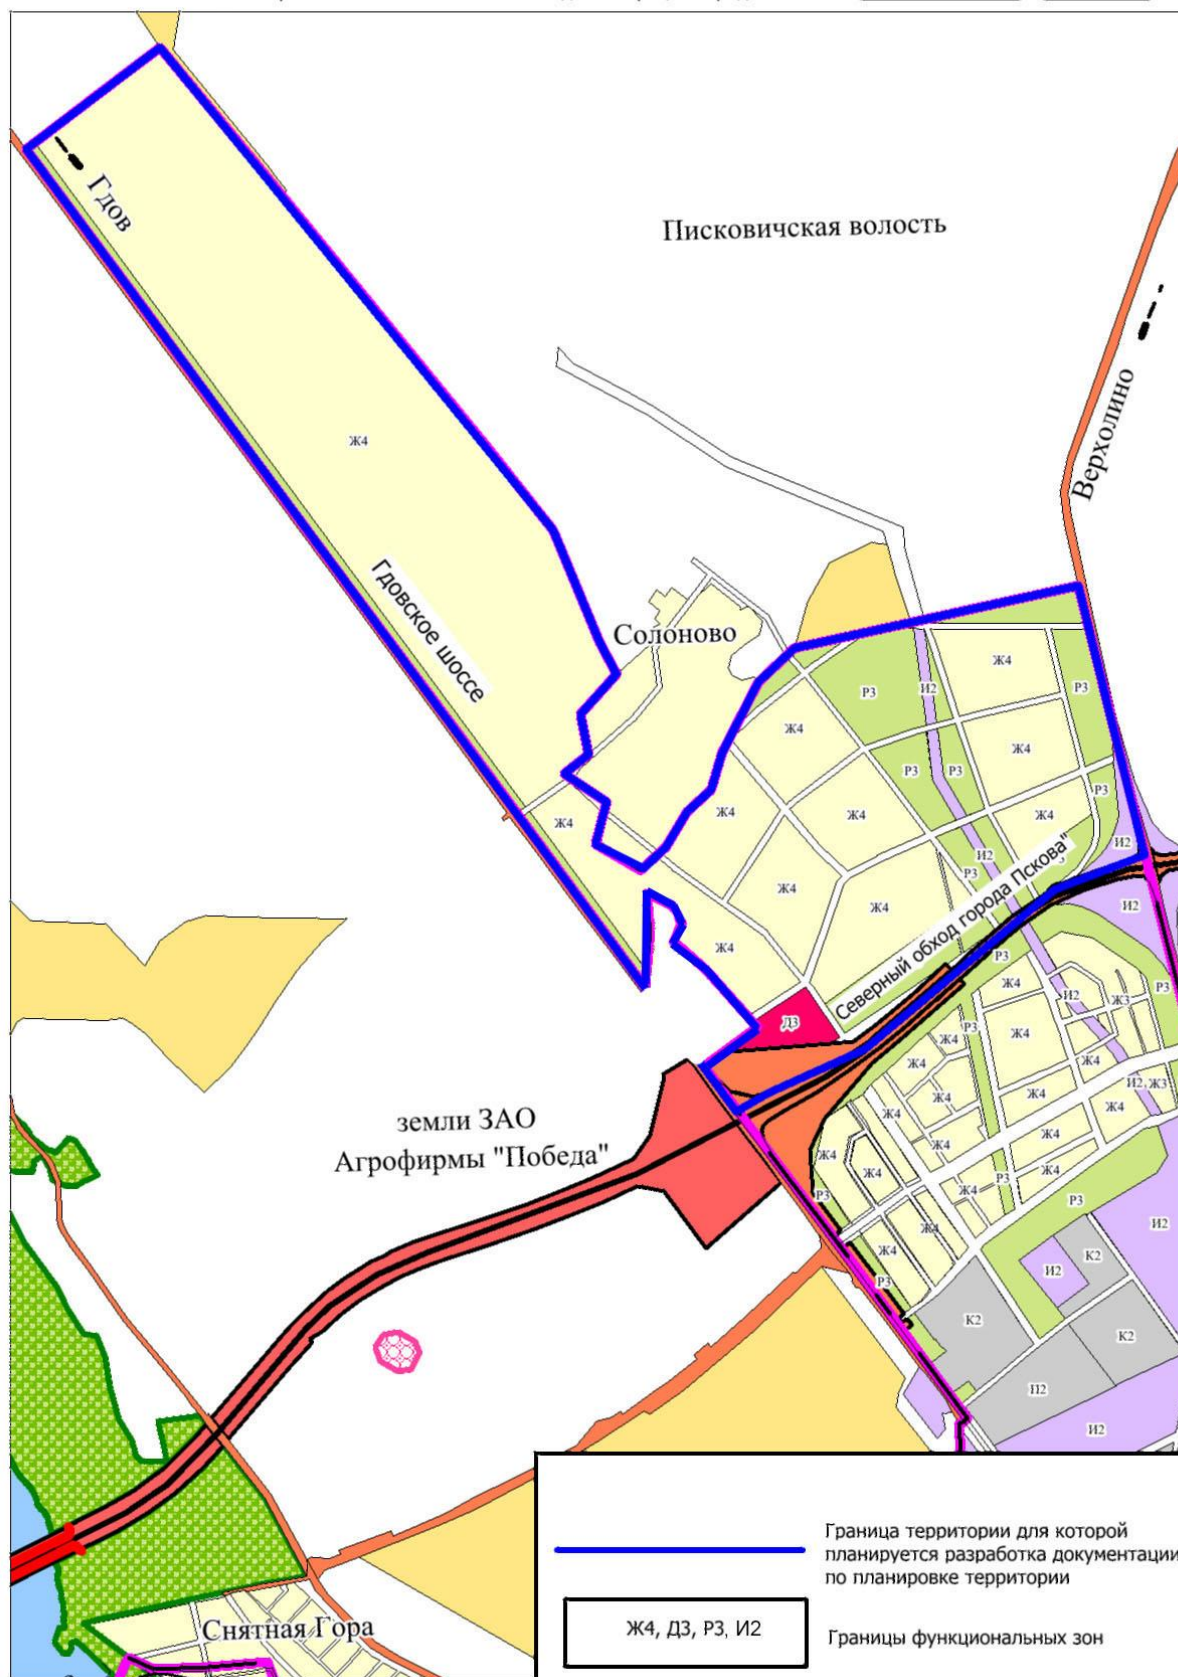 Гдов
Писковичская волость
Верхолино
Ж4
Гдовское шоссе
Солоново
Ж4
Р3
И2
Р3
Ж4
Ж4
Р3
Р3
Р3
Ж4
Ж4
Ж4
Ж4
И2
И2
Р3
Ж4
Ж4
И2
Ж4
Северный обход города Пскова"
Р3
Р3
Ж4
И2
Ж3
Д3
Р3
Ж4
Ж4
Ж4
Ж4
И2, Ж3
Ж4
Ж4
Ж4
Ж4
Ж4
Ж4
земли ЗАО
Агрофирмы "Победа"
Ж4
Ж4
Ж4
Р3
Ж4
Р3
Р3
Ж4
И2
Ж4
К2
И2
Р3
К2
К2
П2
И2
Граница территории для которой
планируется разработка документации
по планировке территории
Ж4, Д3, Р3, И2
Границы функциональных зон
Снятная Гора